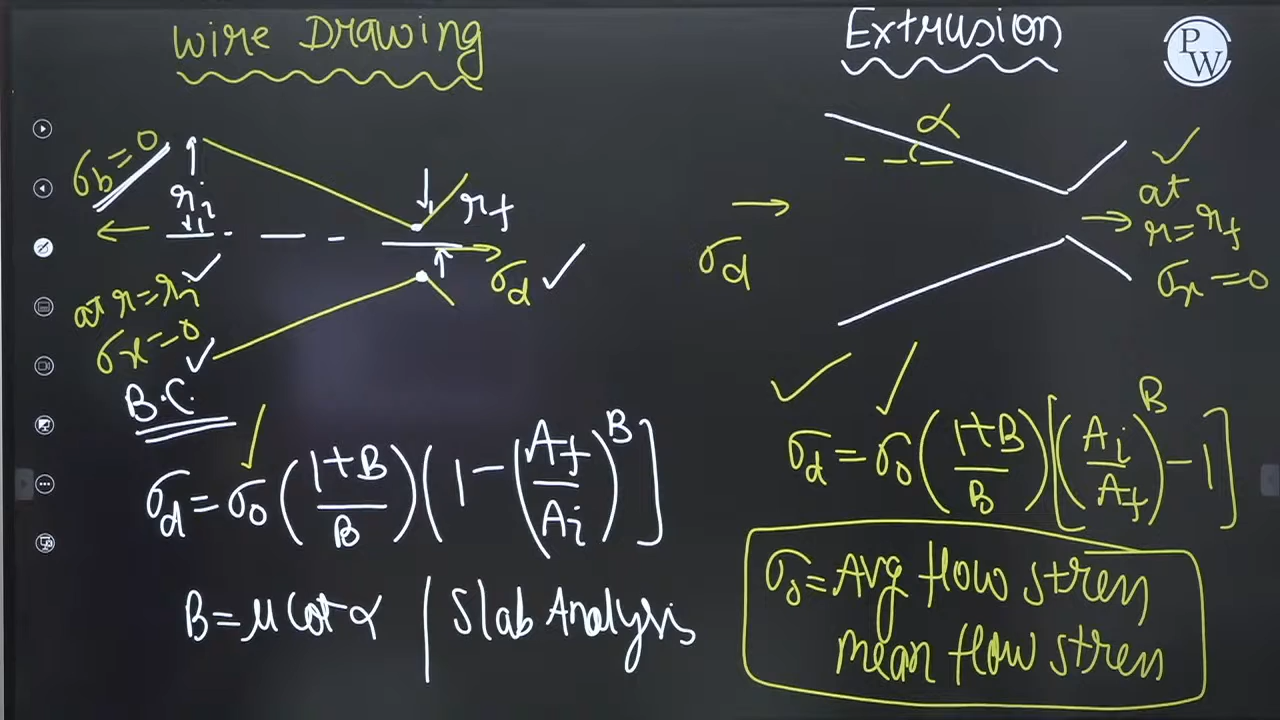 Wire Drawing
σb = 0
ri
rf
σd
at r = ri
σx = 0
B.C.
σd = σ0 ( 1+B / B ) ( 1 - ( Af / Ai )^B ]
B = μ Cot α | Slab Analysis
Extrusion
PW
α
at
r = rf
σx = 0
σd
σd = σ0 ( 1+B / B ) [ ( Ai / Af )^B - 1 ]
σ0 = Avg flow stress
mean flow stress